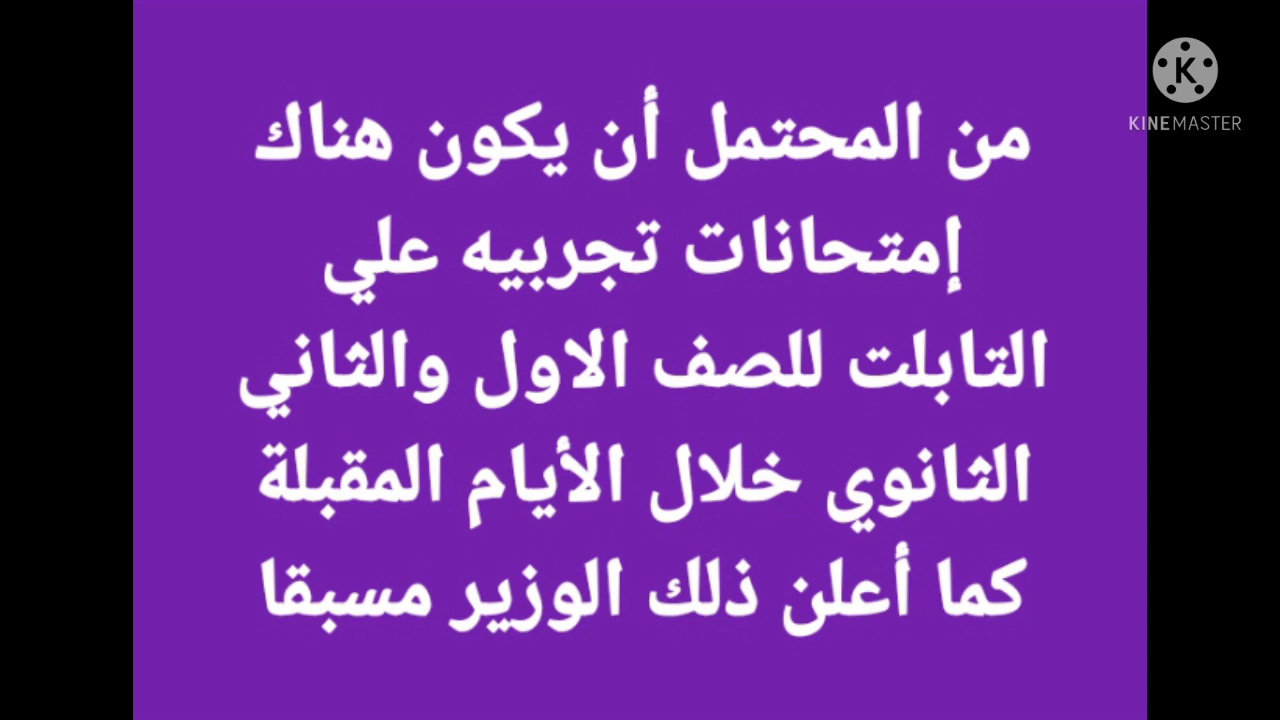 من المحتمل أن يكون هناك
إمتحانات تجربيه علي
التابلت للصف الاول والثاني
الثانوي خلال الأيام المقبلة
كما أعلن ذلك الوزير مسبقا
K
KINEMASTER